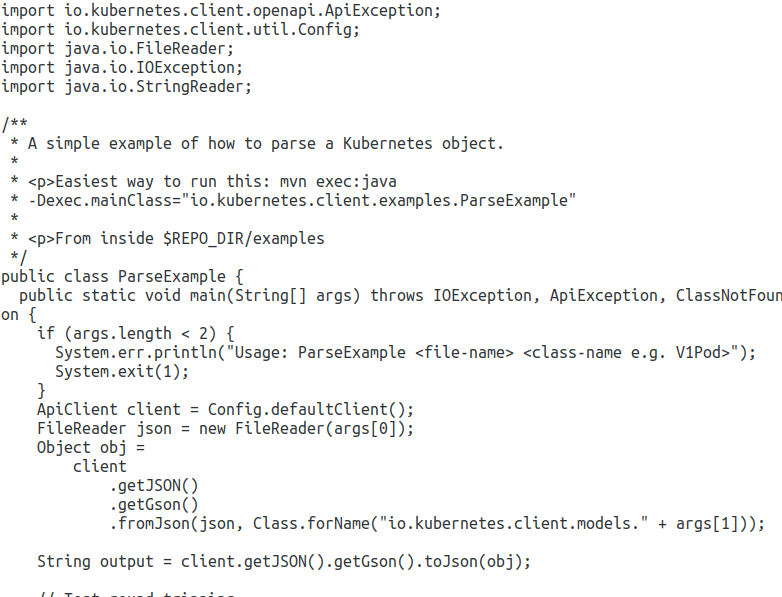 import io.kubernetes.client.openapi.ApiException;
import io.kubernetes.client.util.Config;
import java.io.FileReader;
import java.io.IOException;
import java.io.StringReader;

/**
 * A simple example of how to parse a Kubernetes object.
 *
 * <p>Easiest way to run this: mvn exec:java
 * -Dexec.mainClass="io.kubernetes.client.examples.ParseExample"
 *
 * <p>From inside $REPO_DIR/examples
 */
public class ParseExample {
  public static void main(String[] args) throws IOException, ApiException, ClassNotFoun
on {
    if (args.length < 2) {
      System.err.println("Usage: ParseExample <file-name> <class-name e.g. V1Pod>");
      System.exit(1);
    }
    ApiClient client = Config.defaultClient();
    FileReader json = new FileReader(args[0]);
    Object obj =
        client
            .getJSON()
            .getGson()
            .fromJson(json, Class.forName("io.kubernetes.client.models." + args[1]));

    String output = client.getJSON().getGson().toJson(obj);

    // Test round